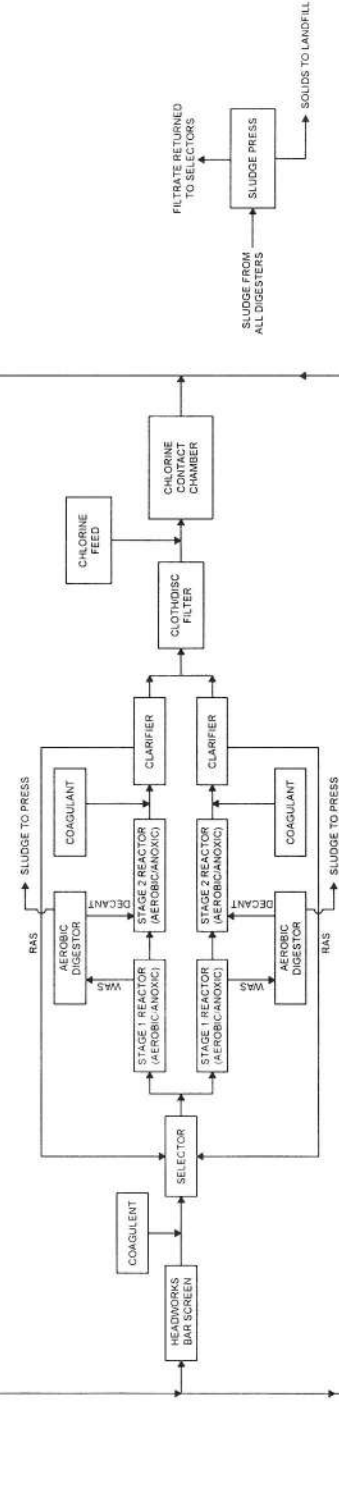 HEADWORKS
BAR SCREEN
COAGULENT
SELECTOR
RAS
SLUDGE TO PRESS
AEROBIC
DIGESTOR
WAS
DECANT
COAGULANT
STAGE 1 REACTOR
(AEROBIC/ANOXIC)
STAGE 2 REACTOR
(AEROBIC/ANOXIC)
CLARIFIER
STAGE 1 REACTOR
(AEROBIC/ANOXIC)
STAGE 2 REACTOR
(AEROBIC/ANOXIC)
CLARIFIER
WAS
DECANT
AEROBIC
DIGESTOR
COAGULANT
RAS
SLUDGE TO PRESS
CLOTH/DISC
FILTER
CHLORINE
FEED
CHLORINE
CONTACT
CHAMBER
SLUDGE FROM
ALL DIGESTERS
FILTRATE RETURNED
TO SELECTORS
SLUDGE PRESS
SOLIDS TO LANDFILL